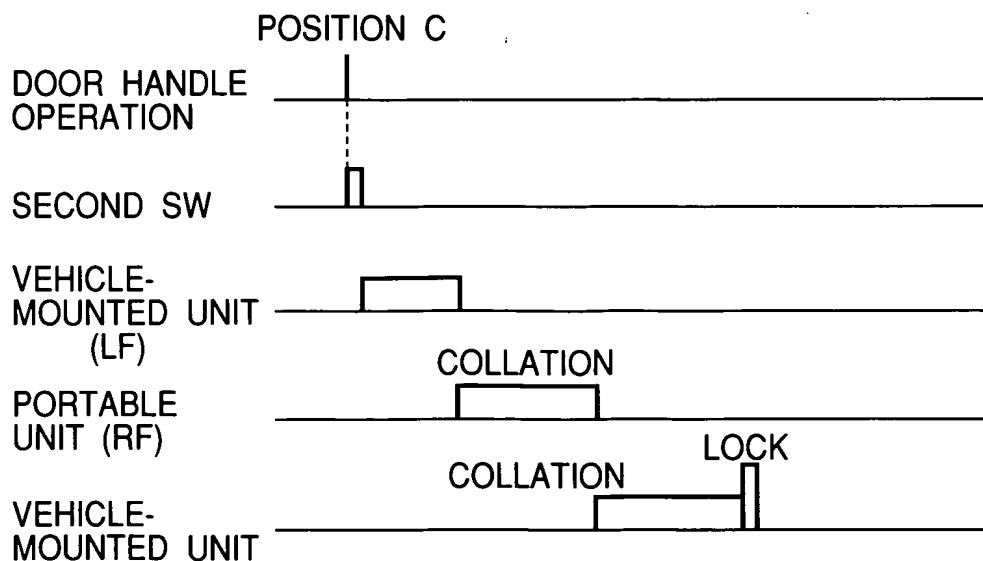 POSITION C
DOOR HANDLE
OPERATION
SECOND SW
VEHICLE-
MOUNTED UNIT
(LF)
COLLATION
PORTABLE
UNIT (RF)
LOCK
COLLATION
VEHICLE-
MOUNTED UNIT